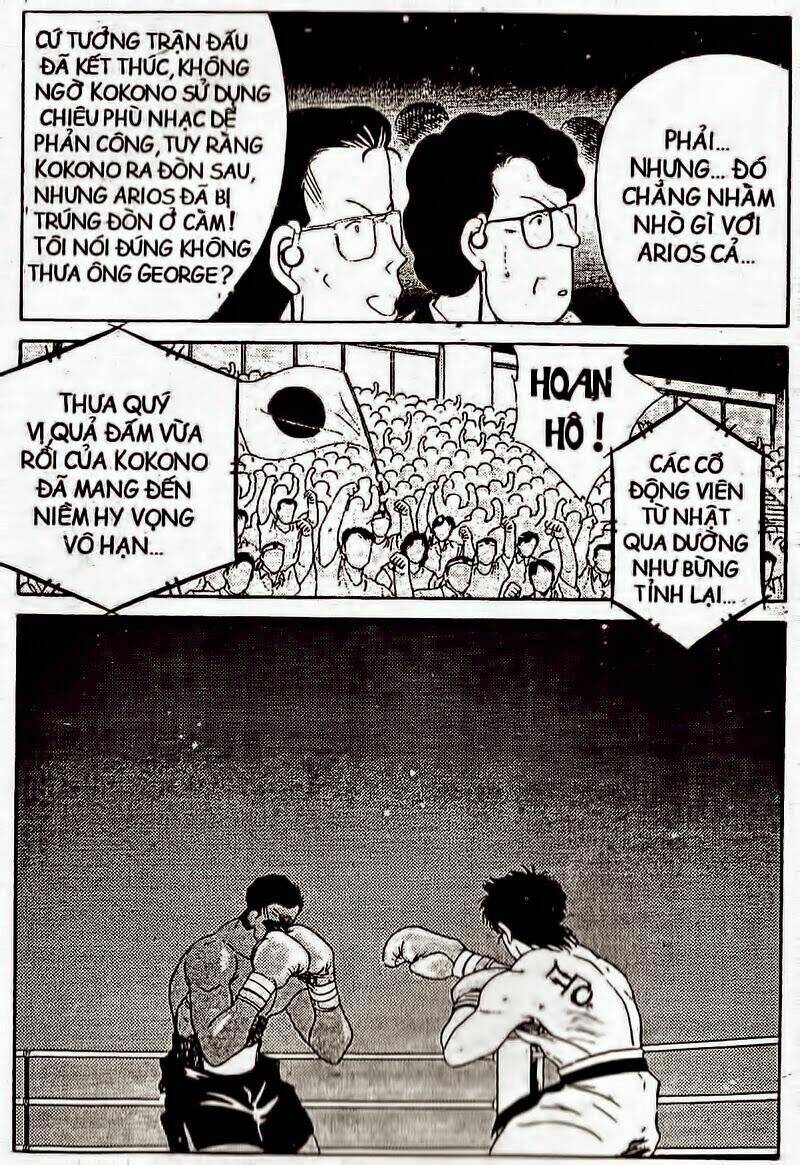 CỨ TƯỞNG TRẬN ĐẤU
ĐÃ KẾT THÚC, KHÔNG
NGỜ KOKONO SỬ DỤNG
CHIÊU PHÙ NHẠC DỂ
PHẢN CÔNG, TUY RẰNG
KOKONO RA ĐÒN SAU,
NHƯNG ARIOS ĐÃ BỊ
TRÚNG ĐÒN Ở CẰM!
TÔI NÓI ĐÚNG KHÔNG
THƯA ÔNG GEORGE?
PHẢI...
NHƯNG... ĐÓ
CHẲNG NHẰM
NHÒ GÌ VỚI
ARIOS CẢ...
THƯA QUÝ
VỊ, QUẢ ĐẤM VỪA
RỒI CỦA KOKONO
ĐÃ MANG ĐẾN
NIỀM HY VỌNG
VÔ HẠN...
HOAN
HÔ!
CÁC CỔ
ĐỘNG VIÊN
TỪ NHẬT
QUA DƯỜNG
NHƯ BỪNG
TỈNH LẠI...